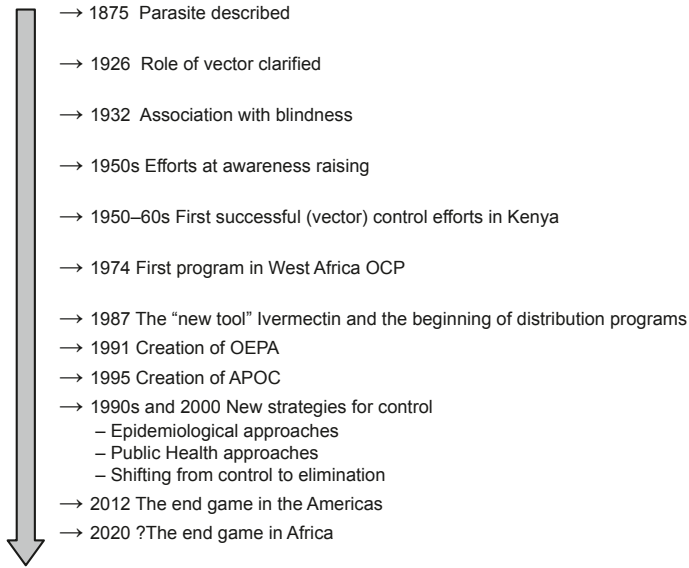 → 1875 Parasite described
→ 1926 Role of vector clarified
→ 1932 Association with blindness
→ 1950s Efforts at awareness raising
→ 1950–60s First successful (vector) control efforts in Kenya
→ 1974 First program in West Africa OCP
→ 1987 The “new tool” Ivermectin and the beginning of distribution programs
→ 1991 Creation of OEPA
→ 1995 Creation of APOC
→ 1990s and 2000 New strategies for control
– Epidemiological approaches
– Public Health approaches
– Shifting from control to elimination
→ 2012 The end game in the Americas
→ 2020 ?The end game in Africa